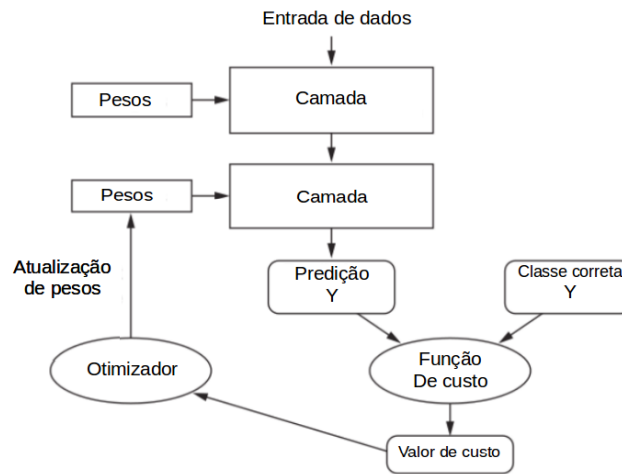 Entrada de dados
Pesos
Camada
Pesos
Camada
Atualização
de pesos
Predição
Y
Classe correta
Y
Otimizador
Função
De custo
Valor de custo